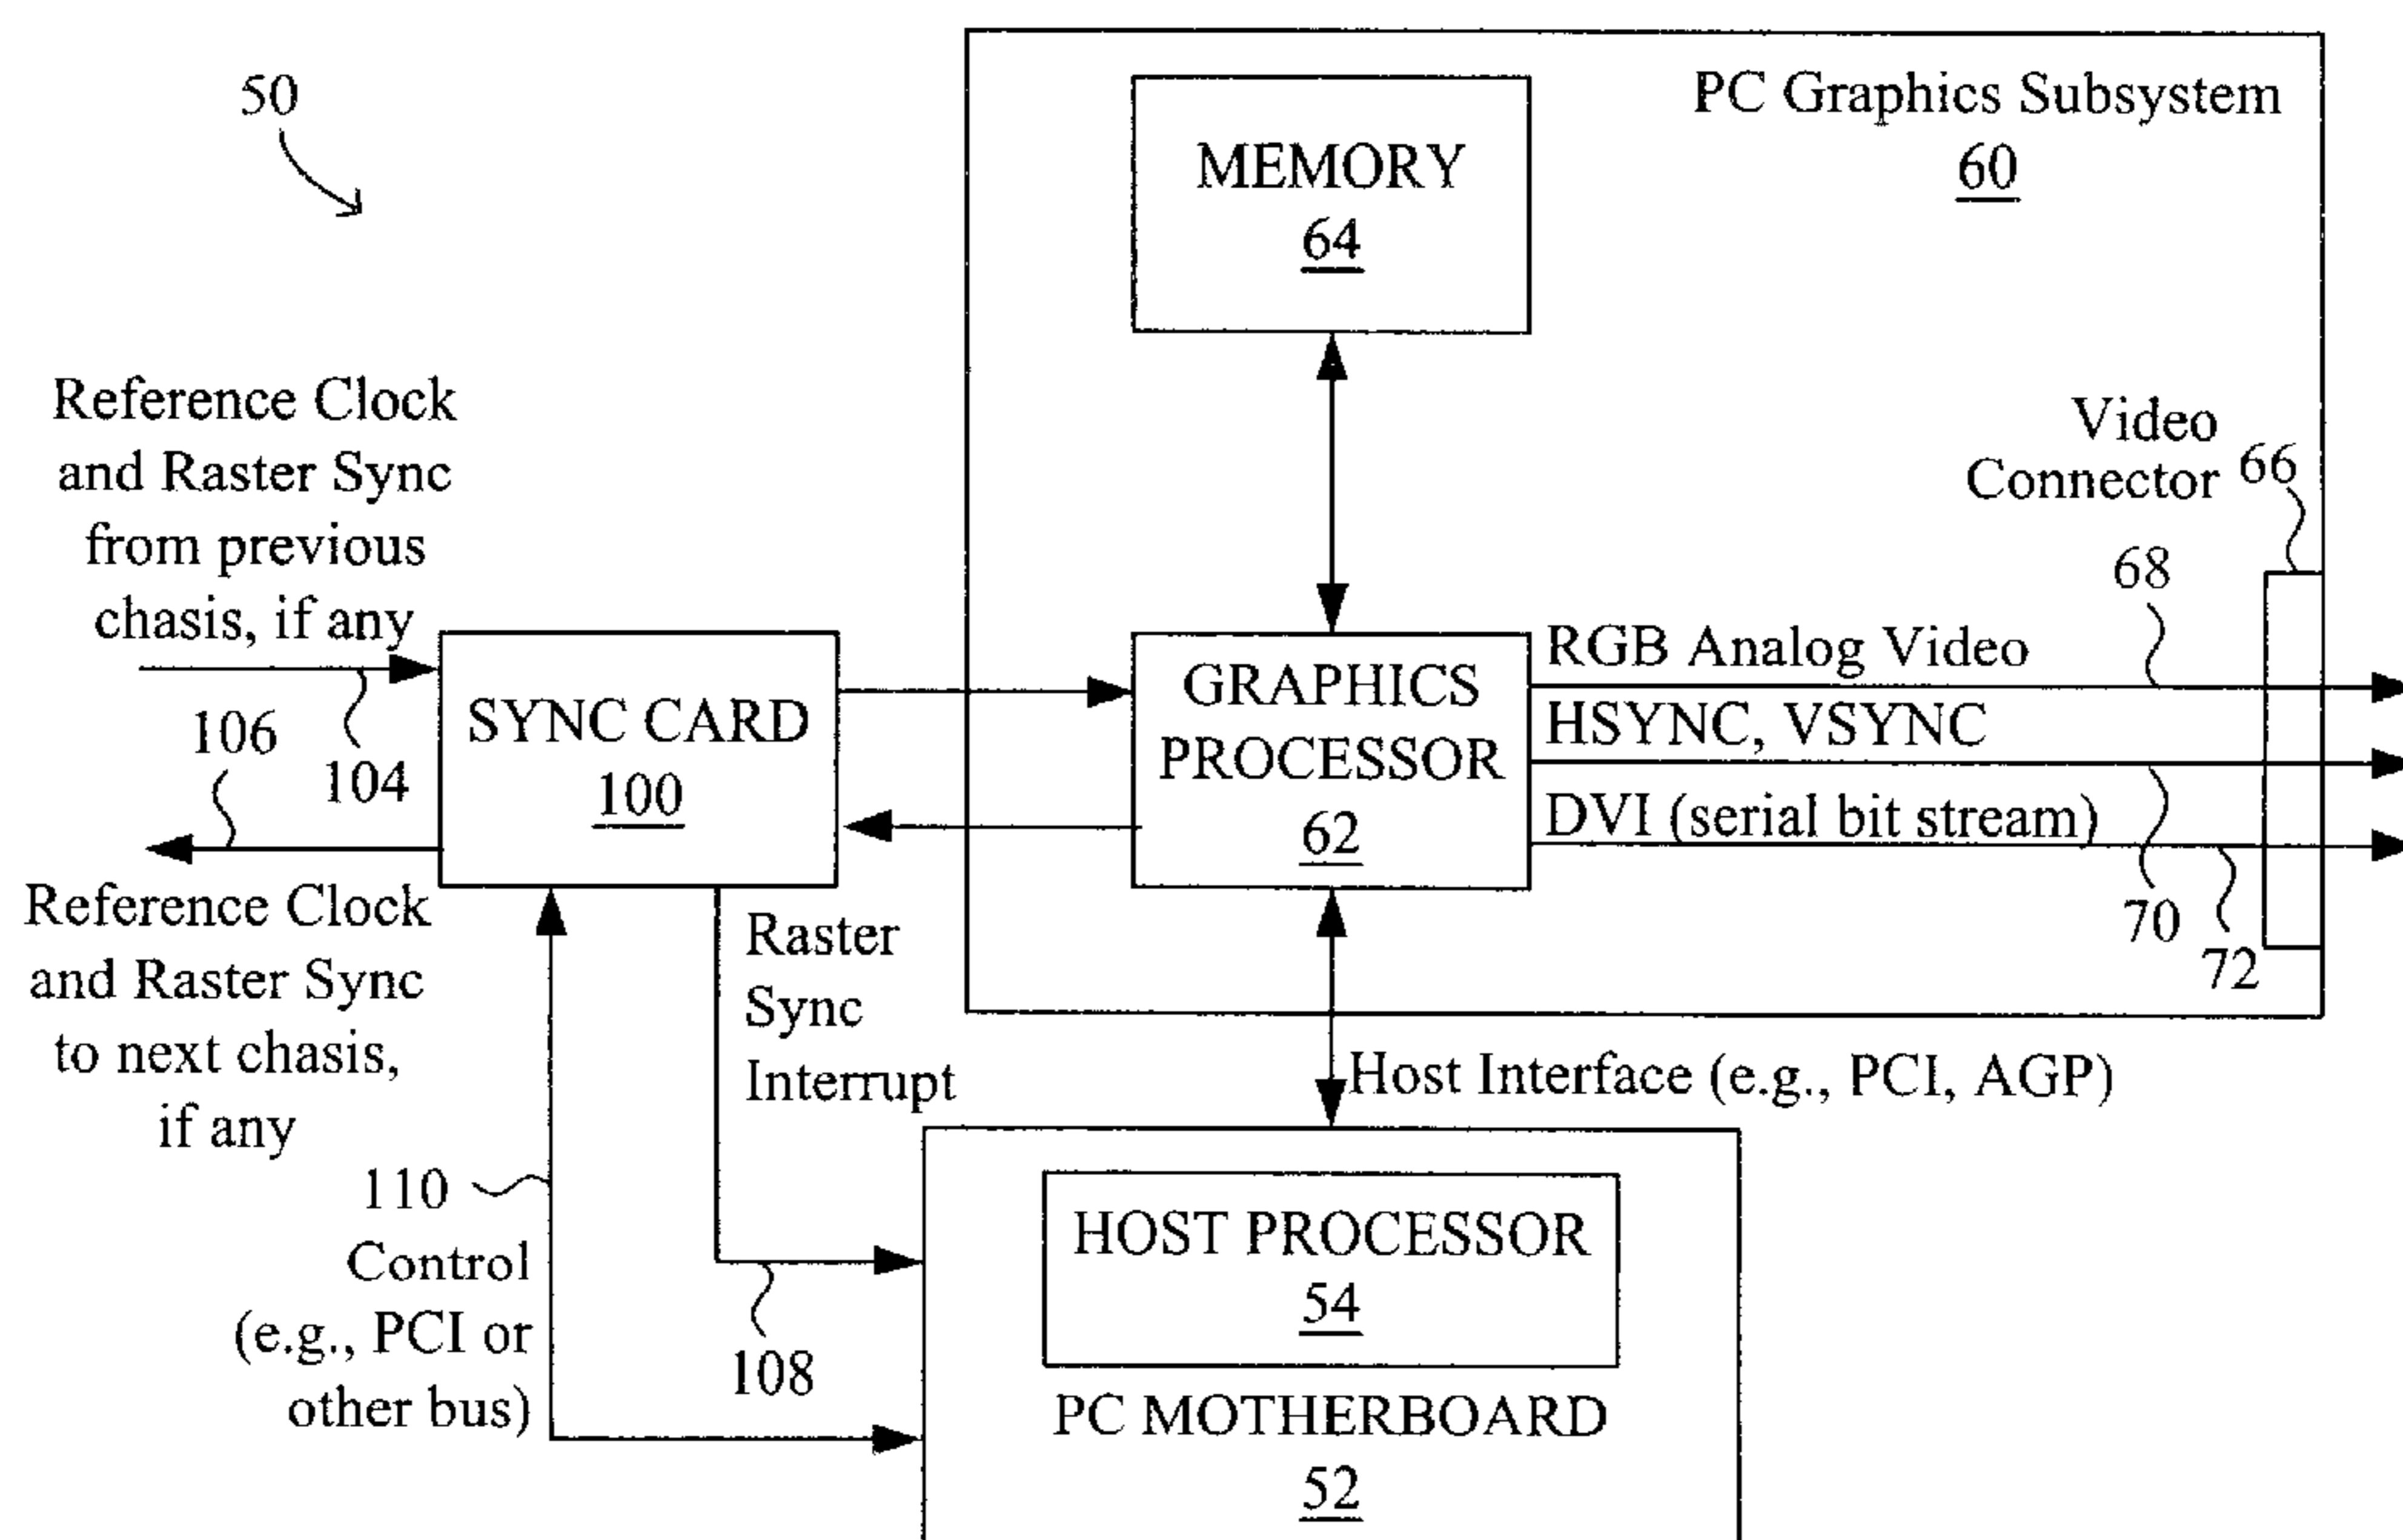 50
PC Graphics Subsystem
60
MEMORY
64
Reference Clock
and Raster Sync
from previous
chasis, if any
104
106
Reference Clock
and Raster Sync
to next chasis,
if any
SYNC CARD
100
GRAPHICS
PROCESSOR
62
Video
Connector
66
68
RGB Analog Video
HSYNC, VSYNC
DVI (serial bit stream)
70
72
Raster
Sync
Interrupt
Host Interface (e.g., PCI, AGP)
110
Control
(e.g., PCI or
other bus)
108
HOST PROCESSOR
54
PC MOTHERBOARD
52